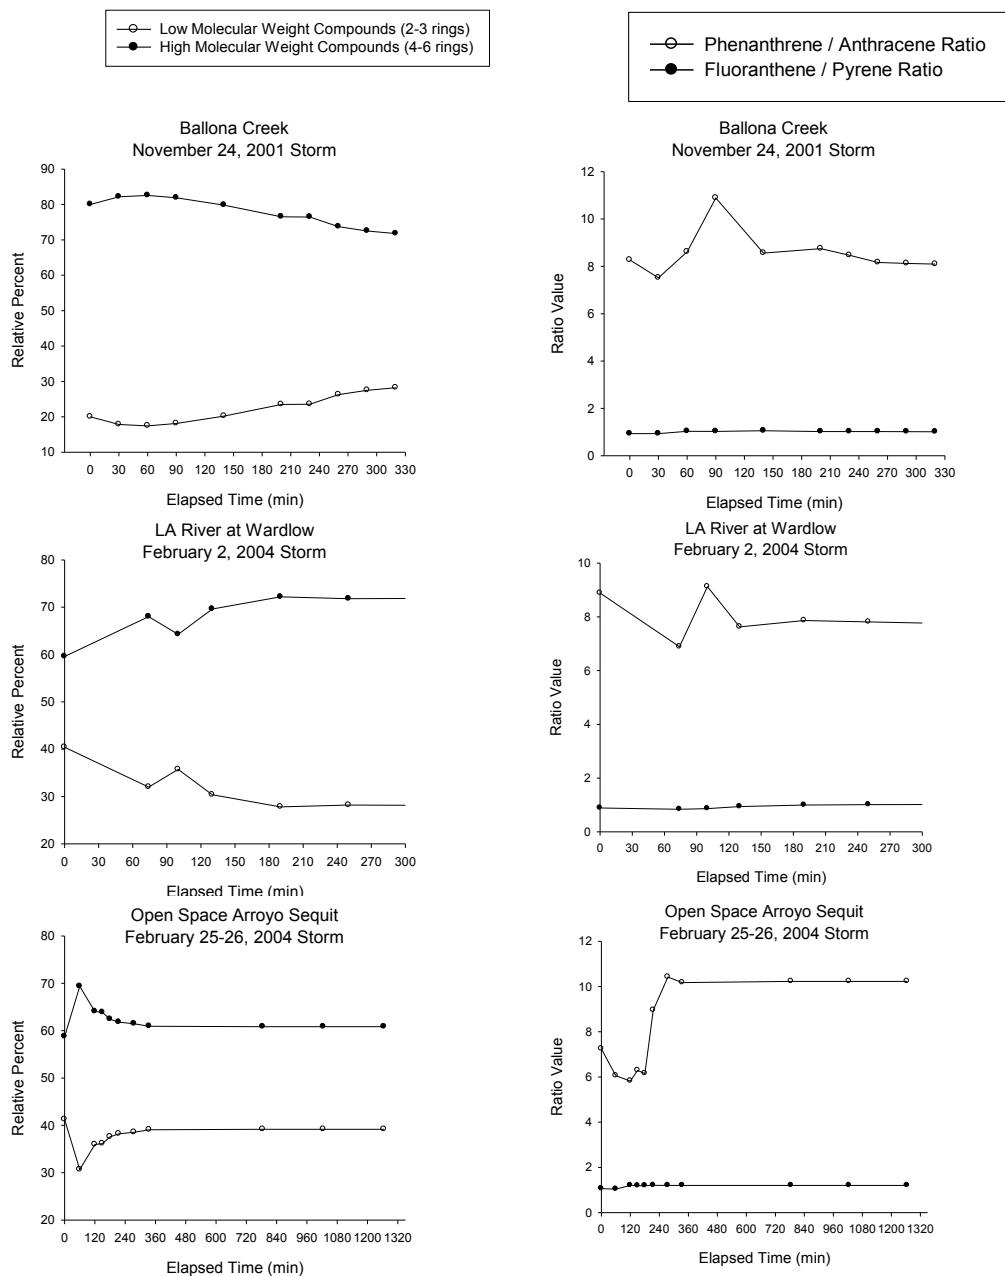 Low Molecular Weight Compounds (2-3 rings)
High Molecular Weight Compounds (4-6 rings)
Phenanthrene / Anthracene Ratio
Fluoranthene / Pyrene Ratio
Ballona Creek
November 24, 2001 Storm
90
80
70
60
50
40
30
20
10
Relative Percent
0 30 60 90 120 150 180 210 240 270 300 330
Elapsed Time (min)
Ballona Creek
November 24, 2001 Storm
12
10
8
6
4
2
0
Ratio Value
0 30 60 90 120 150 180 210 240 270 300 330
Elapsed Time (min)
LA River at Wardlow
February 2, 2004 Storm
80
70
60
50
40
30
20
Relative Percent
0 30 60 90 120 150 180 210 240 270 300
Elapsed Time (min)
LA River at Wardlow
February 2, 2004 Storm
10
8
6
4
2
0
Ratio Value
0 30 60 90 120 150 180 210 240 270 300
Elapsed Time (min)
Open Space Arroyo Sequit
February 25-26, 2004 Storm
80
70
60
50
40
30
20
Relative Percent
0 120 240 360 480 600 720 840 960 1080 1200 1320
Elapsed Time (min)
Open Space Arroyo Sequit
February 25-26, 2004 Storm
12
10
8
6
4
2
0
Ratio Value
0 120 240 360 480 600 720 840 960 1080 1200 1320
Elapsed Time (min)